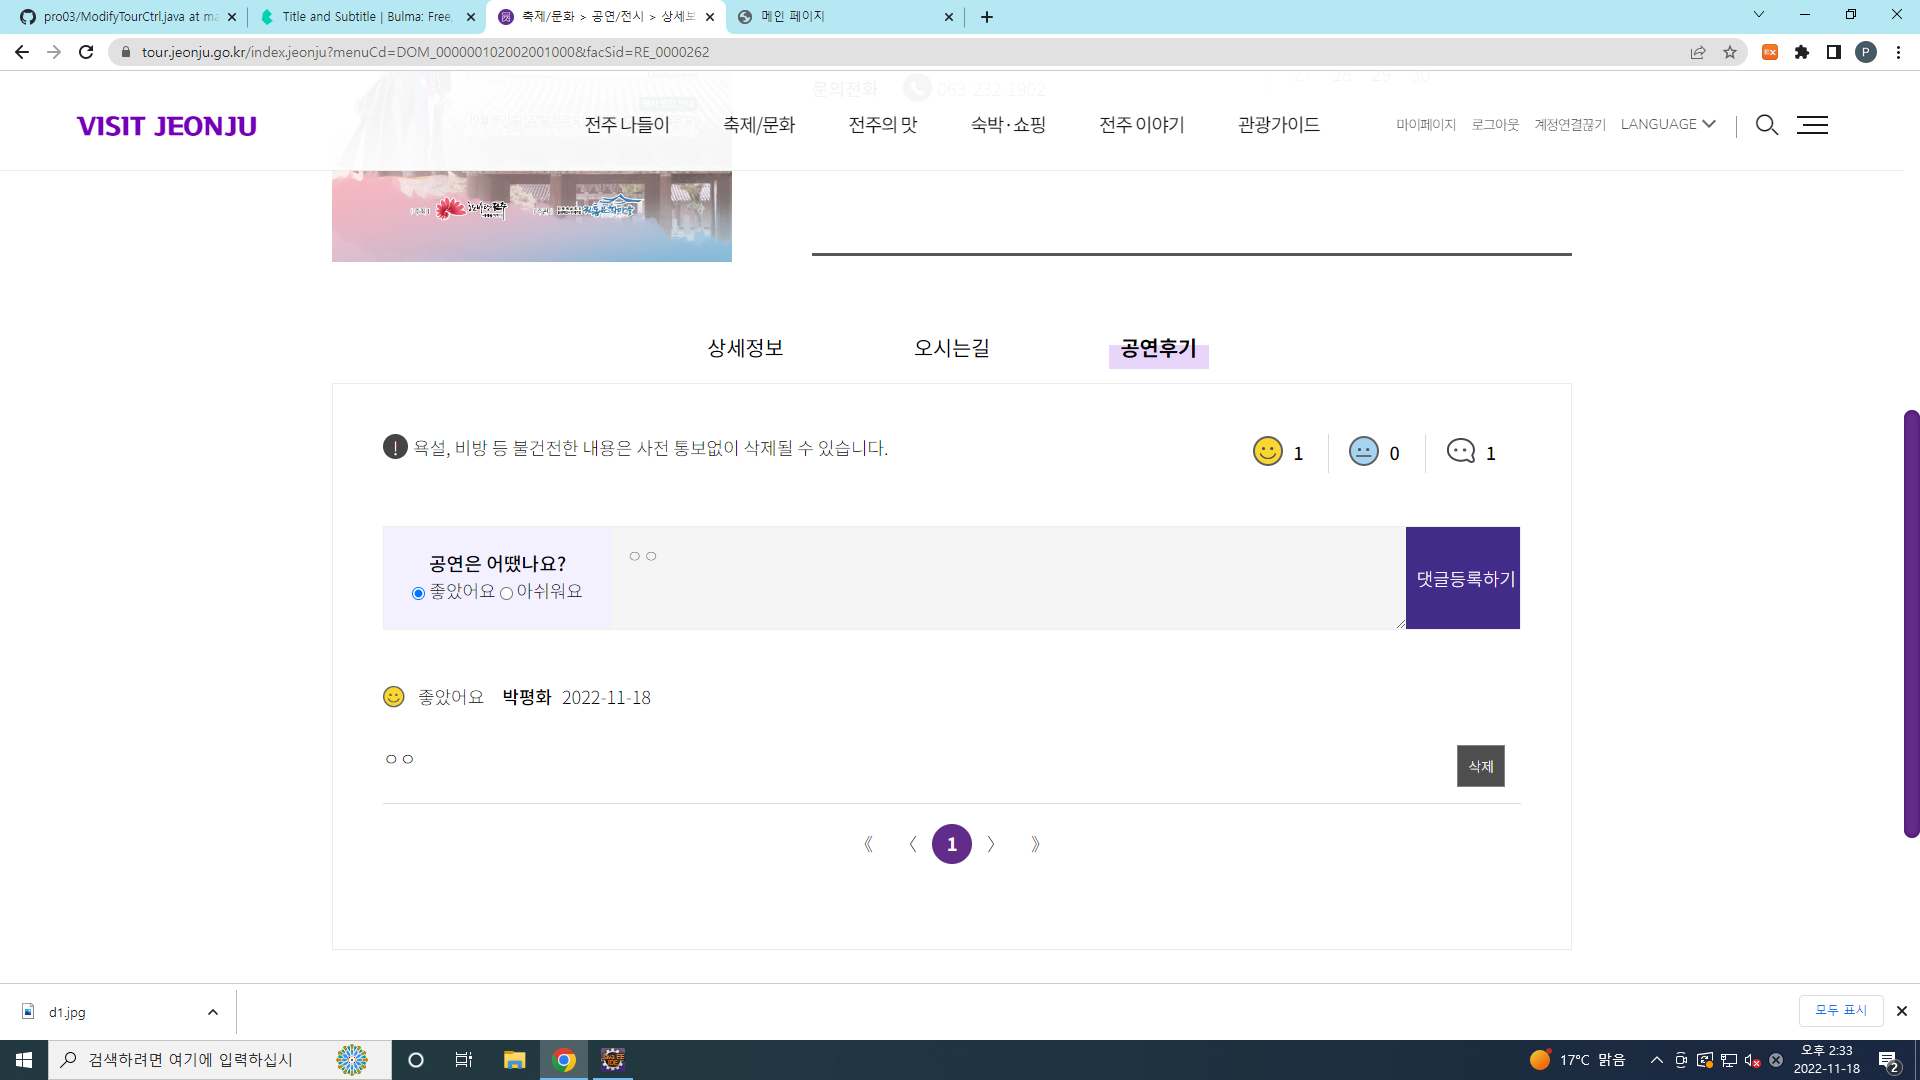 pro03/ModifyTourCtrl.java at ma
Title and Subtitle | Bulma: Free,
축제/문화 > 공연/전시 > 상세보
메인 페이지
tour.jeonju.go.kr/index.jeonju?menuCd=DOM_000000102002001000&facSid=RE_0000262
P
문의전화
063-232-1902
27 28 29 30
VISIT JEONJU
전주 나들이
축제/문화
전주의 맛
숙박·쇼핑
전주 이야기
관광가이드
마이페이지
로그아웃
계정연결끊기
LANGUAGE
상세정보
오시는길
공연후기
욕설, 비방 등 불건전한 내용은 사전 통보없이 삭제될 수 있습니다.
1
0
1
공연은 어땠나요?
좋았어요 아쉬워요
ㅇㅇ
댓글등록하기
좋았어요 박평화 2022-11-18
ㅇㅇ
삭제
《 〈 1 〉 》
d1.jpg
모두 표시
검색하려면 여기에 입력하십시
17°C 맑음
오후 2:33
2022-11-18
2